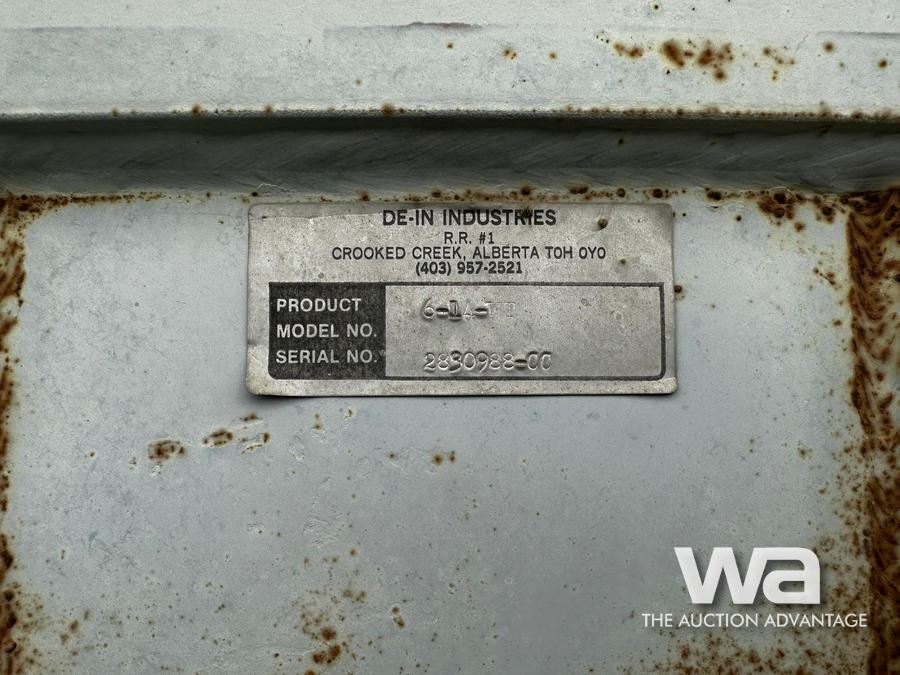 DE-IN INDUSTRIES
R.R. #1
CROOKED CREEK, ALBERTA T0H 0Y0
(403) 957-2521
PRODUCT
MODEL NO.
SERIAL NO. 2830988-00
wa
THE AUCTION ADVANTAGE